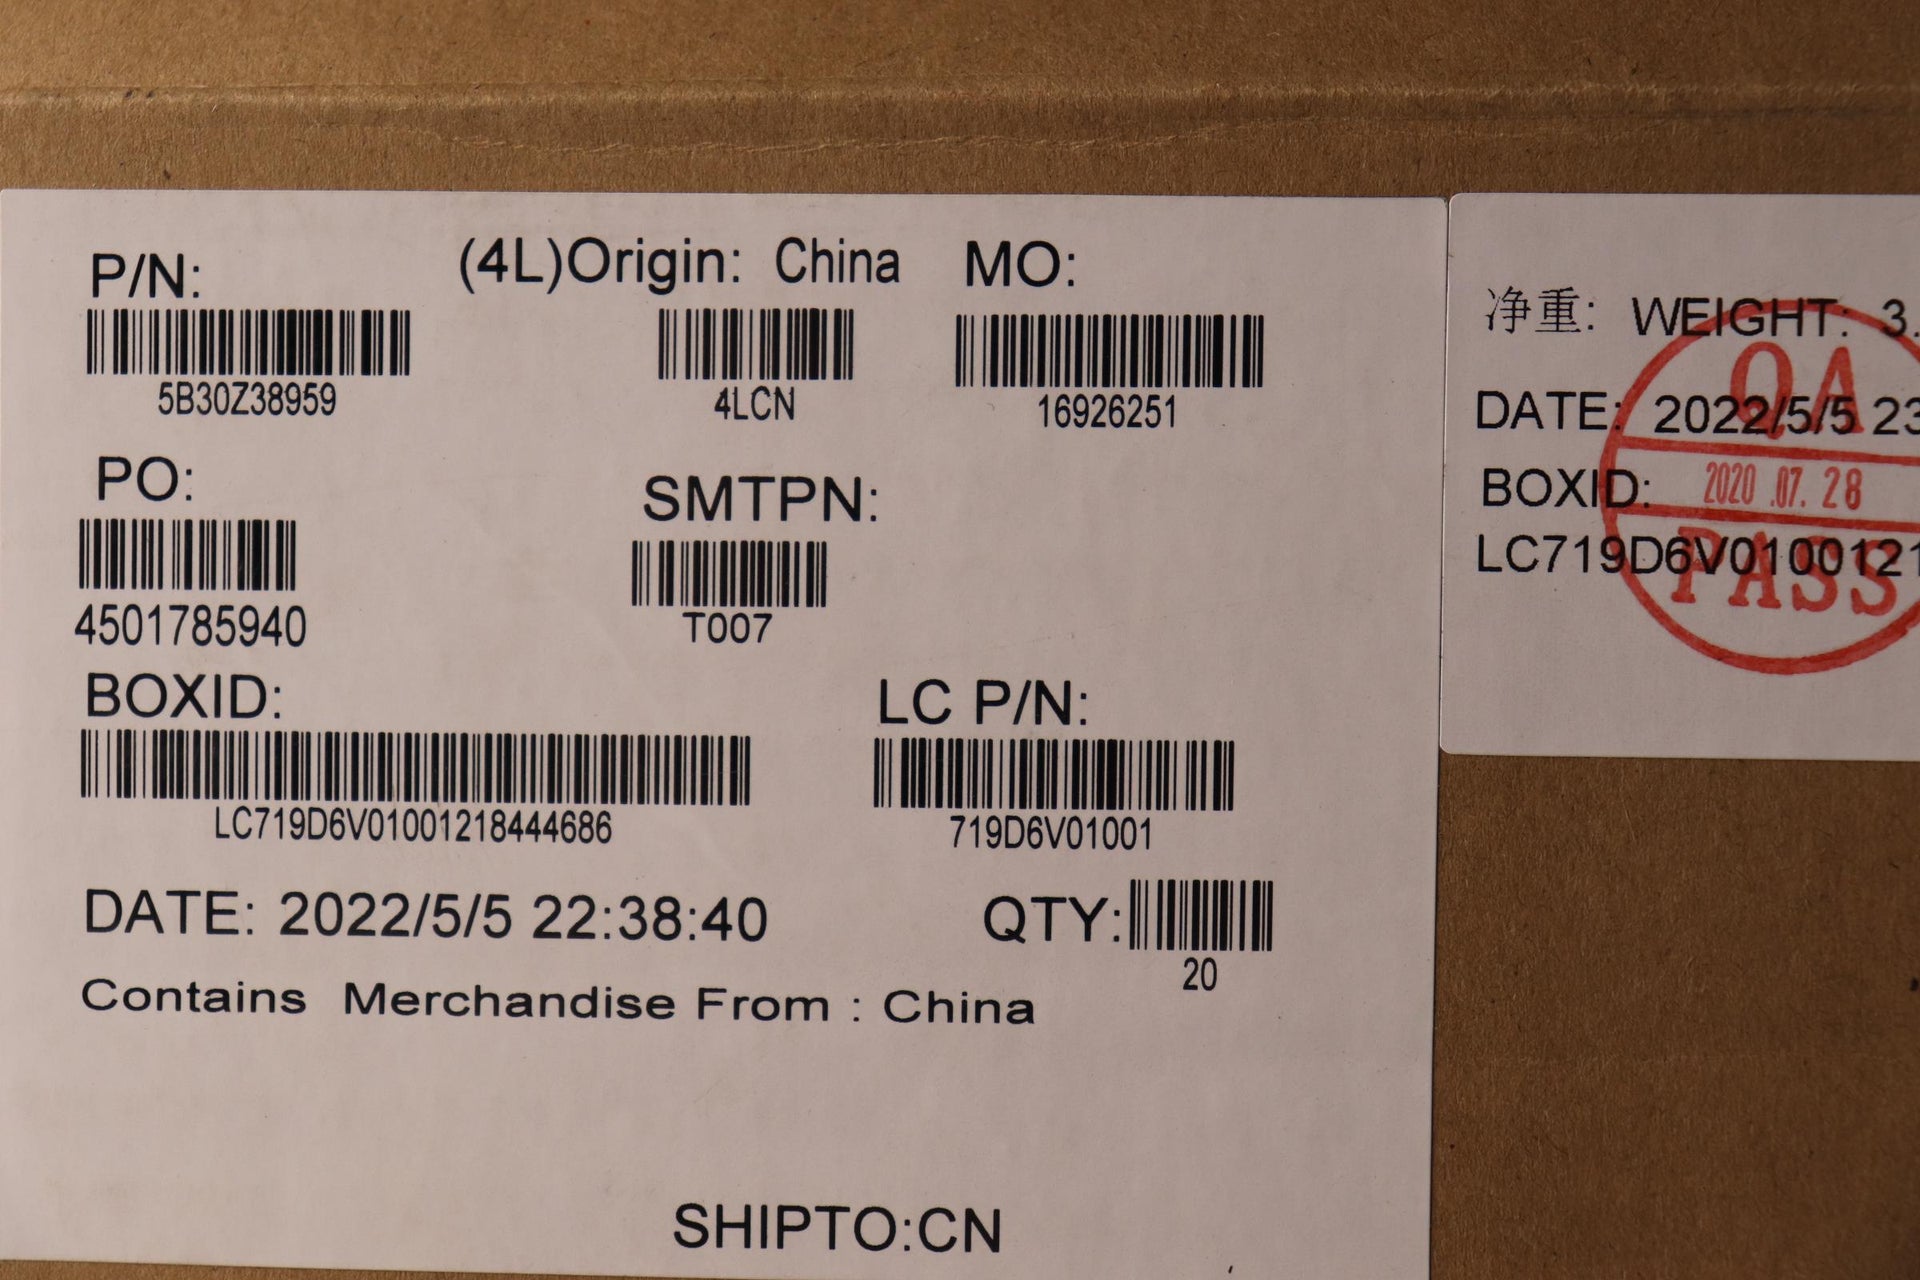 P/N:
(4L)Origin: China
MO:
5B30Z38959
4LCN
16926251
PO:
SMTPN:
4501785940
T007
BOXID:
LC P/N:
LC719D6V01001218444686
719D6V01001
DATE: 2022/5/5 22:38:40
QTY:
20
Contains Merchandise From : China
SHIPTO:CN
净重: WEIGHT: 3.
DATE: 2022/5/5 23
BOXID:
LC719D6V0100121
QA
2020.07.28
PASS